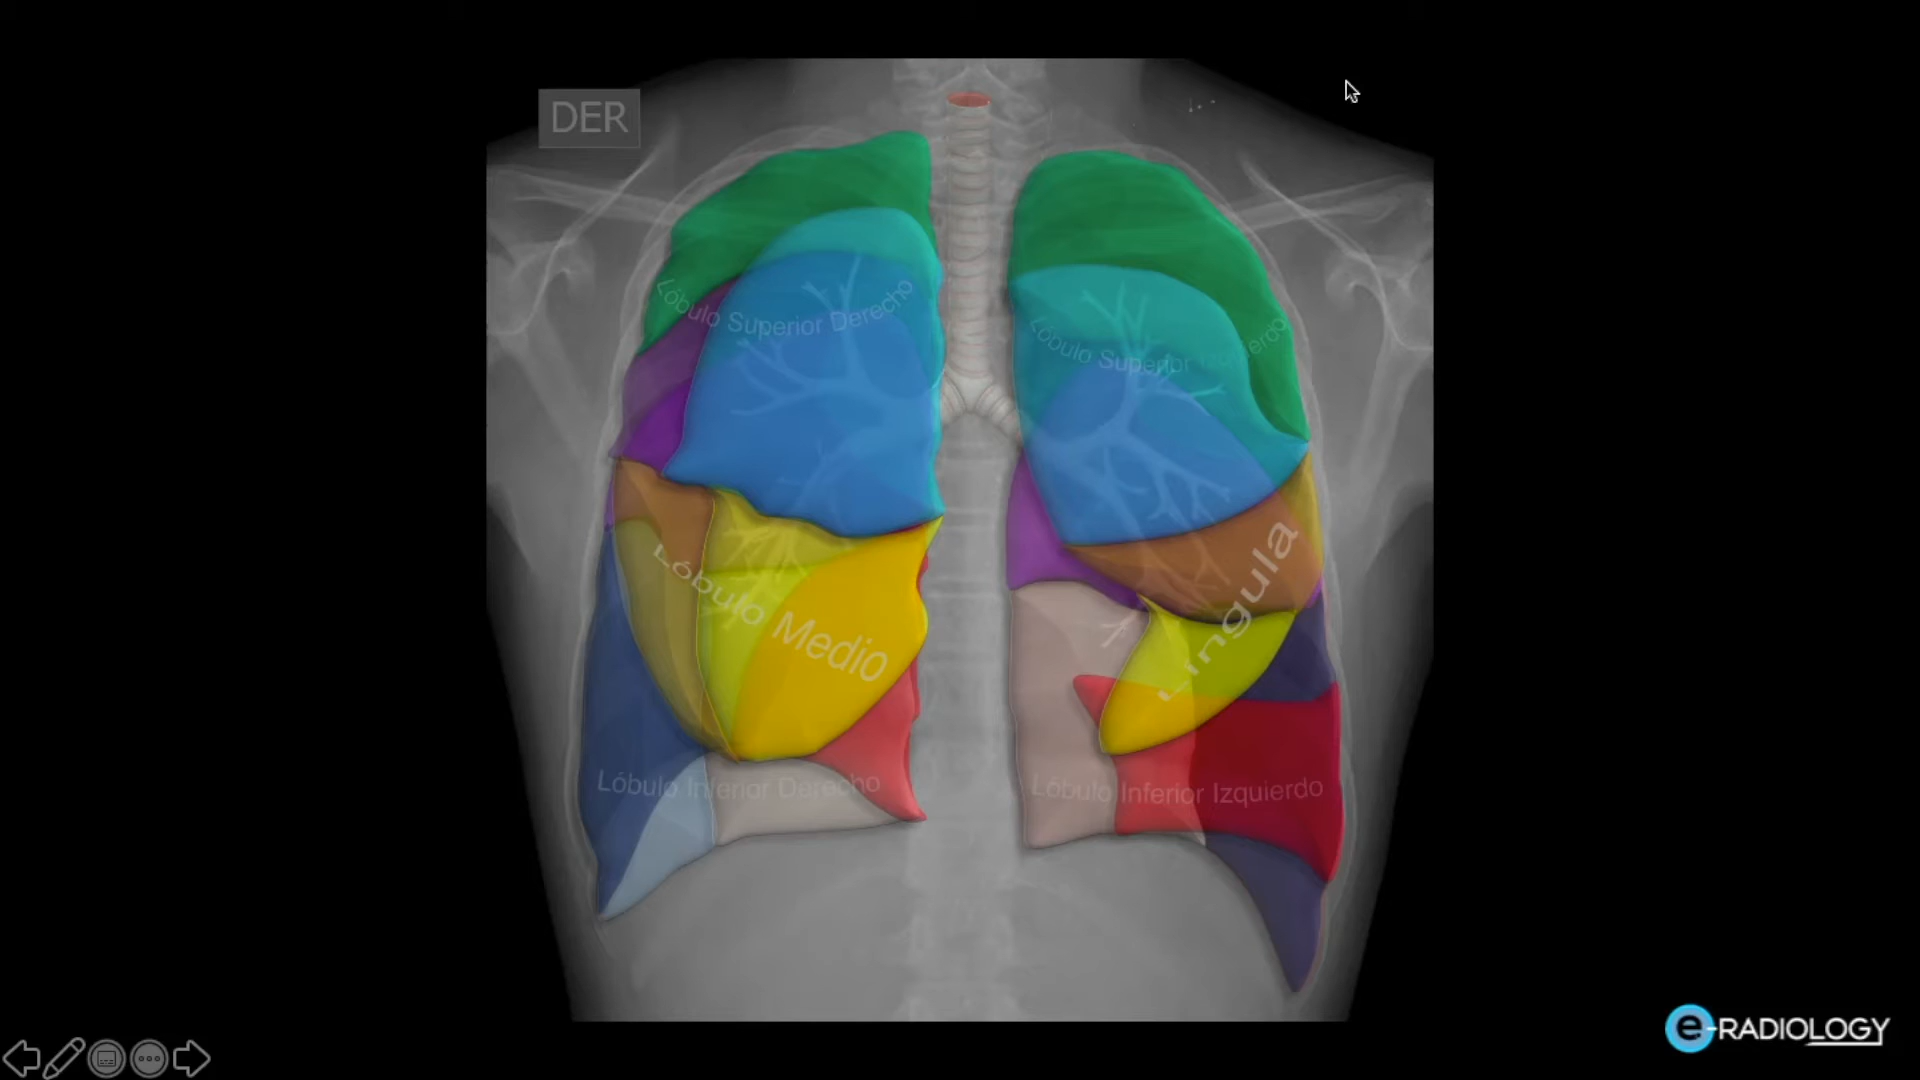 DER
Lóbulo Superior Derecho
Lóbulo Superior Izquierdo
Lóbulo Medio
Língula
Lóbulo Inferior Derecho
Lóbulo Inferior Izquierdo
e-RADIOLOGY